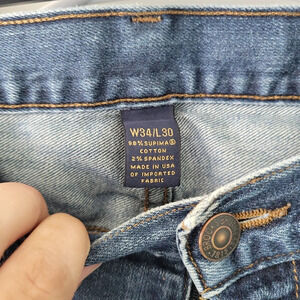 W34/L30
98% SUPIMA®
COTTON
2% SPANDEX
MADE IN USA
OF IMPORTED
FABRIC